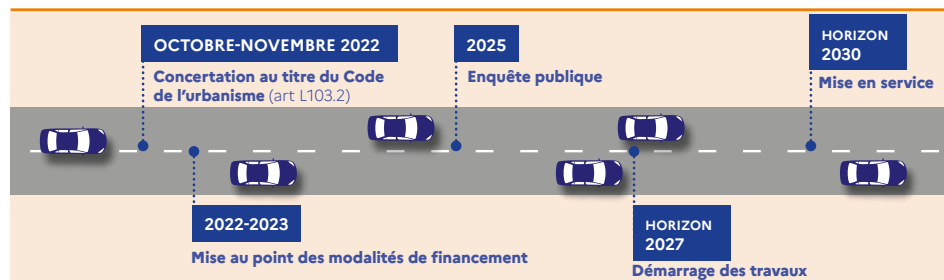 OCTOBRE-NOVEMBRE 2022
Concertation au titre du Code
de l'urbanisme (art L103.2)
2025
Enquête publique
HORIZON
2030
Mise en service
2022-2023
Mise au point des modalités de financement
HORIZON
2027
Démarrage des travaux